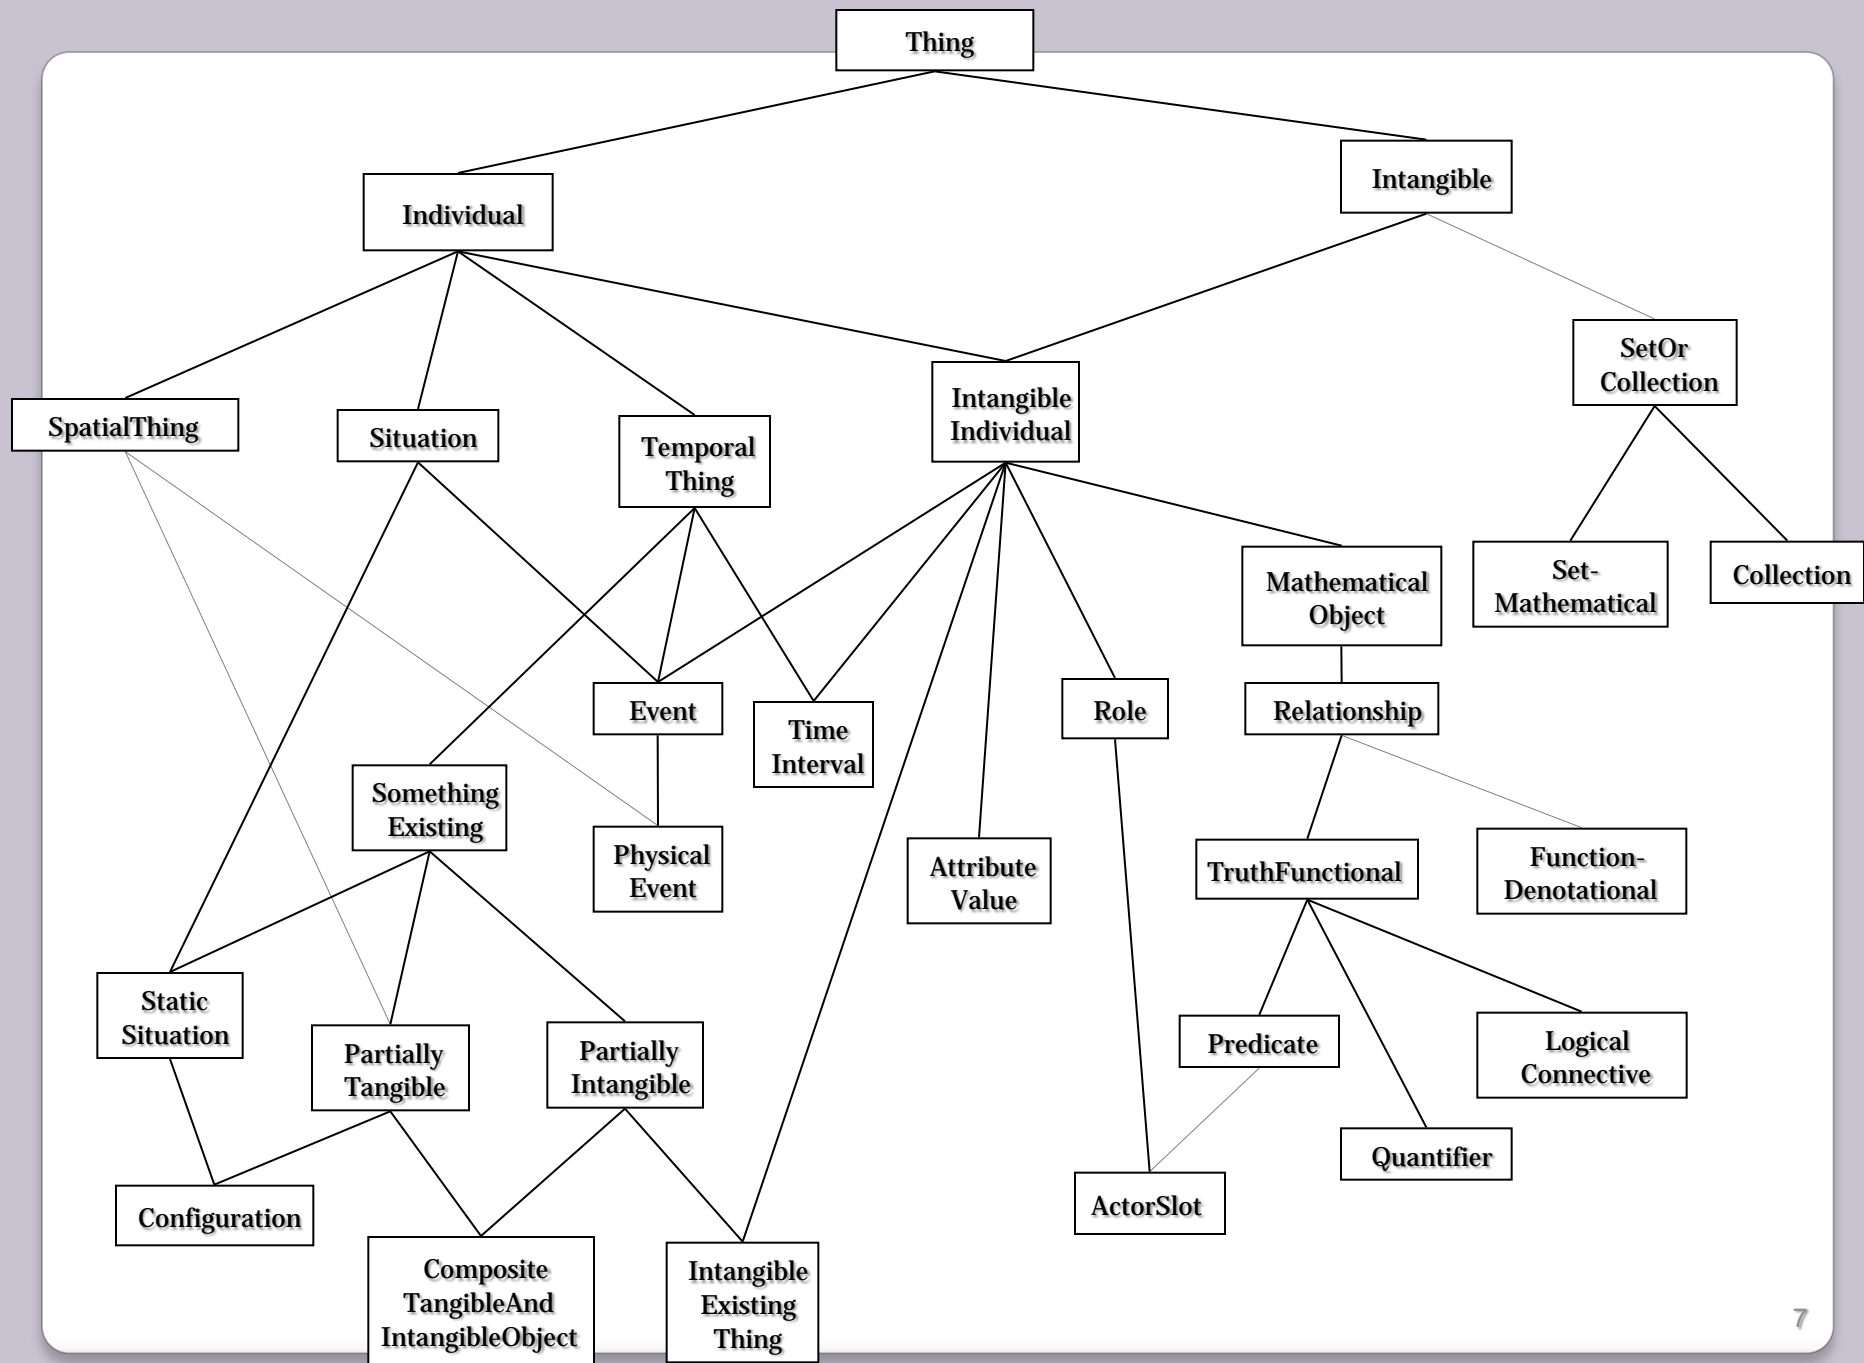 Thing
Intangible
Individual
SetOr
Collection
Intangible
Individual
SpatialThing
Situation
Temporal
Thing
Set-
Mathematical
Collection
Mathematical
Object
Event
Time
Interval
Role
Relationship
Something
Existing
Physical
Event
Attribute
Value
TruthFunctional
Function-
Denotational
Static
Situation
Partially
Tangible
Partially
Intangible
Predicate
Logical
Connective
Quantifier
Configuration
ActorSlot
Composite
TangibleAnd
IntangibleObject
Intangible
Existing
Thing
7